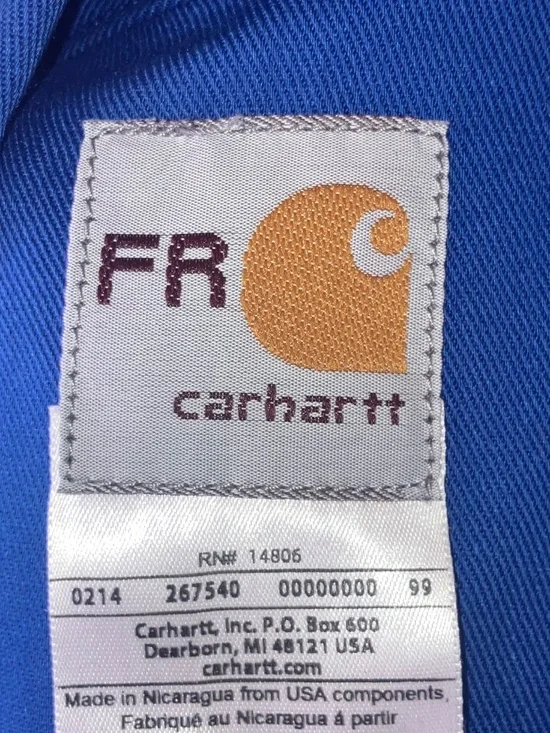 FR
carhartt
RN# 14806
0214 267540 00000000 99
Carhartt, Inc. P.O. Box 600
Dearborn, MI 48121 USA
carhartt.com
Made in Nicaragua from USA components.
Fabriqué au Nicaragua á partir